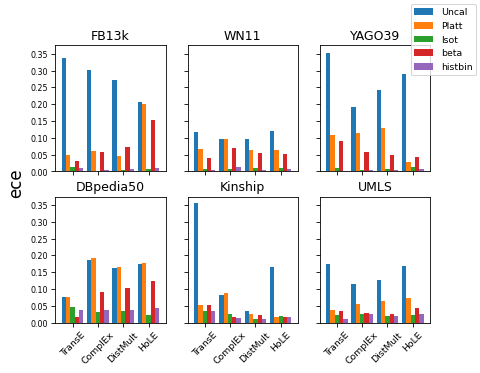 Uncal
Platt
Isot
beta
histbin
FB13k
WN11
YAGO39
0.35
0.30
0.25
0.20
0.15
0.10
0.05
0.00
ece
DBpedia50
Kinship
UMLS
0.35
0.30
0.25
0.20
0.15
0.10
0.05
0.00
TransE
ComplEx
DistMult
HoLE
TransE
ComplEx
DistMult
HoLE
TransE
ComplEx
DistMult
HoLE